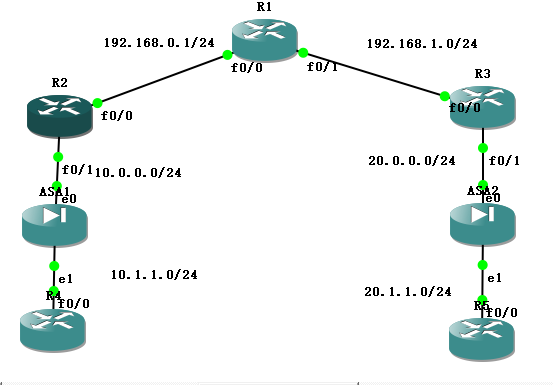 R1
192.168.0.1/24
192.168.1.0/24
f0/0
f0/1
R2
R3
f0/0
f0/0
f0/1
10.0.0.0/24
20.0.0.0/24
f0/1
ASA1
e0
ASA2
e0
e1
10.1.1.0/24
e1
20.1.1.0/24
R4
f0/0
R5
f0/0